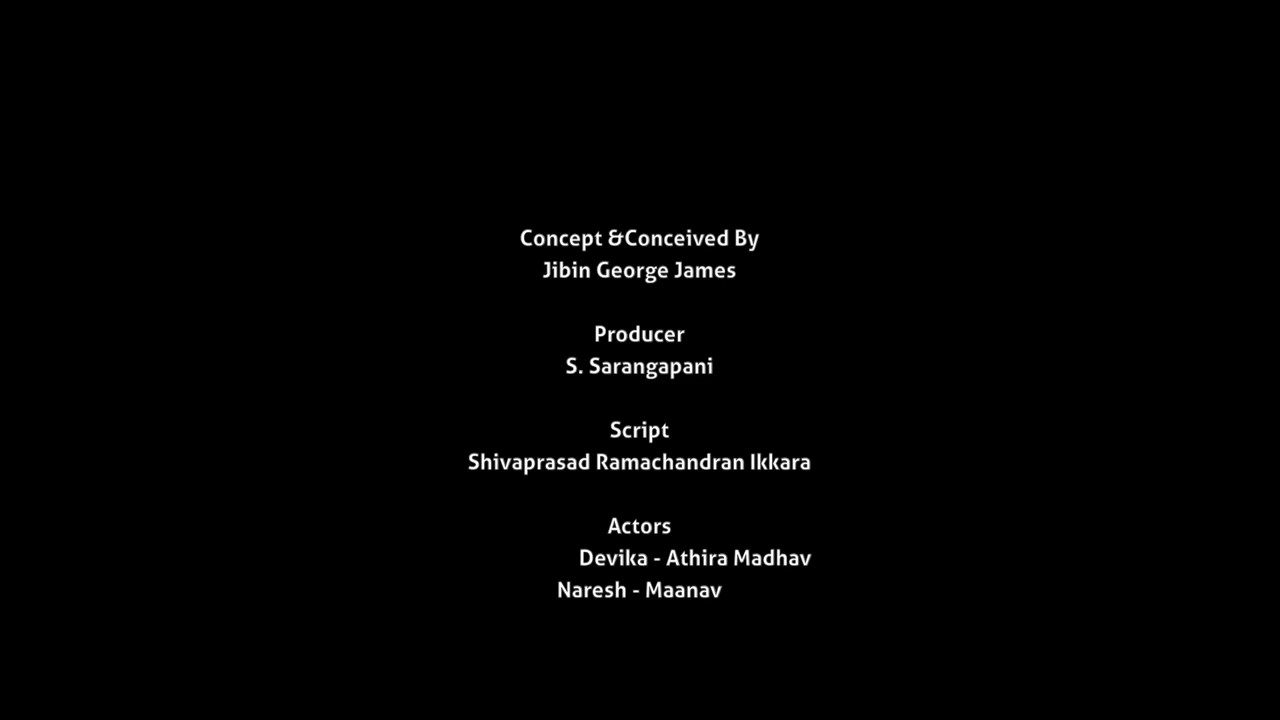 Concept &Conceived By
Jibin George James
Producer
S. Sarangapani
Script
Shivaprasad Ramachandran Ikkara
Actors
Devika - Athira Madhav
Naresh - Maanav